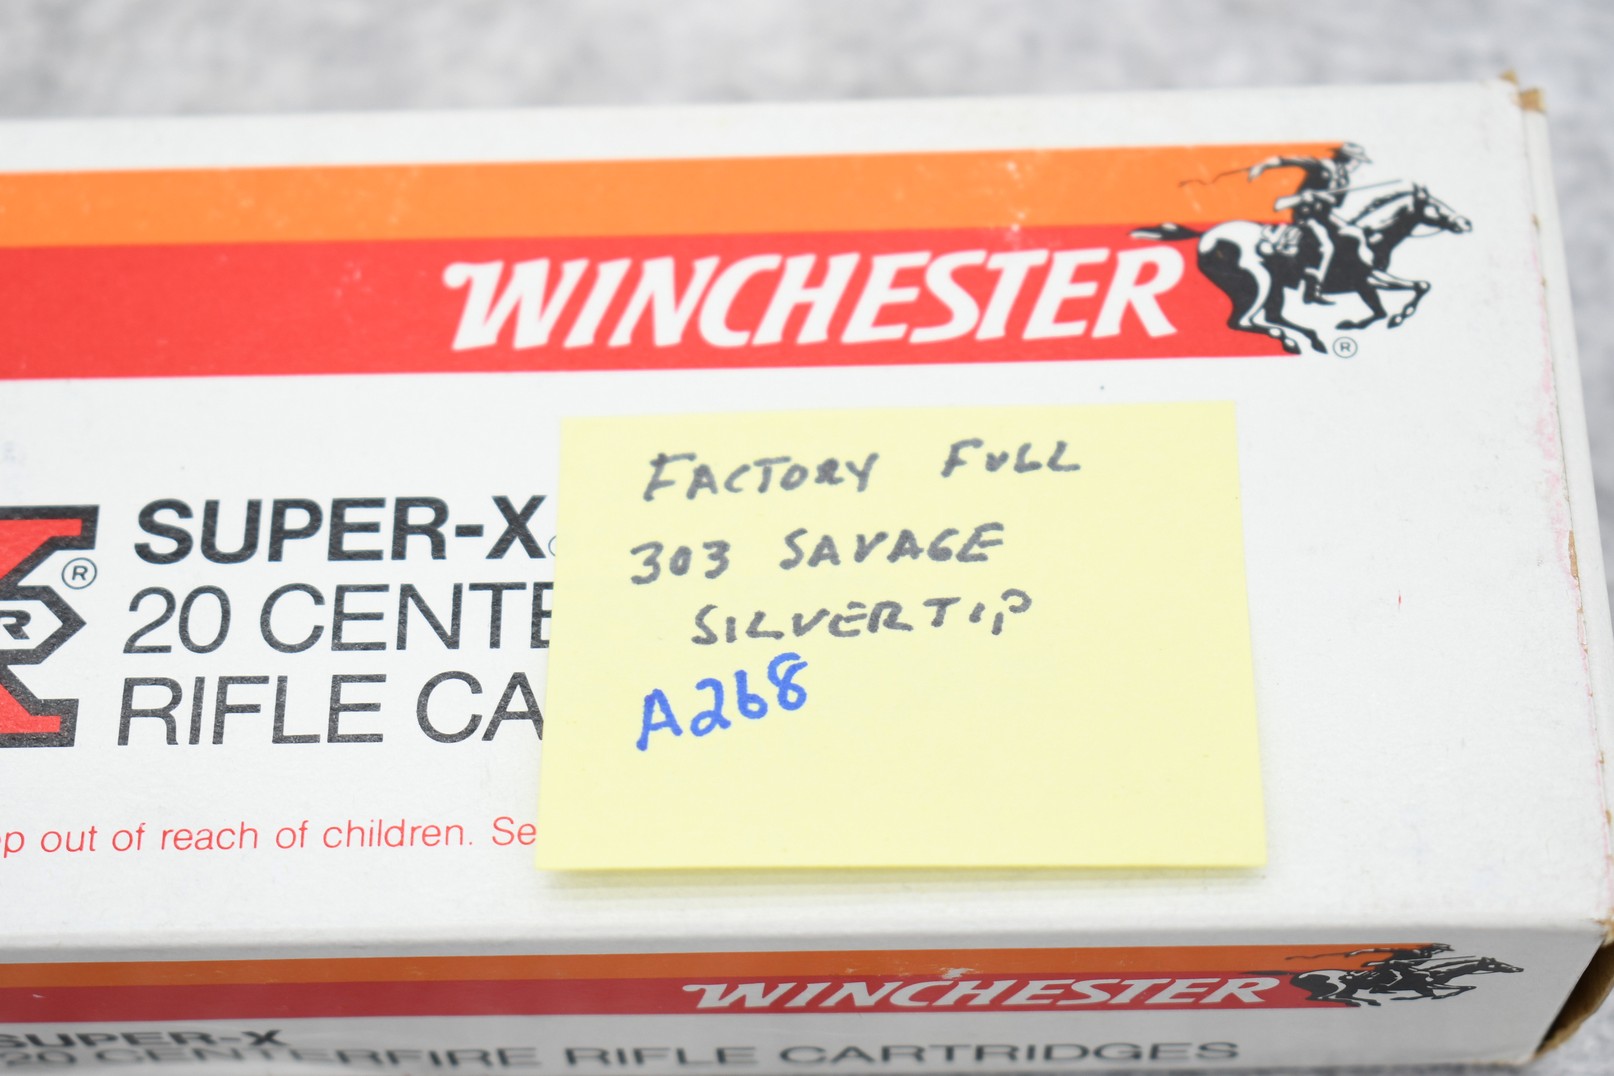 WINCHESTER
®
SUPER-X
®
20 CENTE
RIFLE CA
p out of reach of children. Se
FACTORY FULL
303 SAVAGE
SILVERTIP
A268
WINCHESTER
SUPER-X
20 CENTERFIRE RIFLE CARTRIDGES